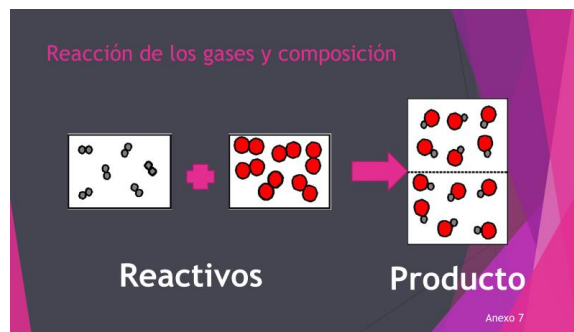 Reacción de los gases y composición
Reactivos
Producto
Anexo 7